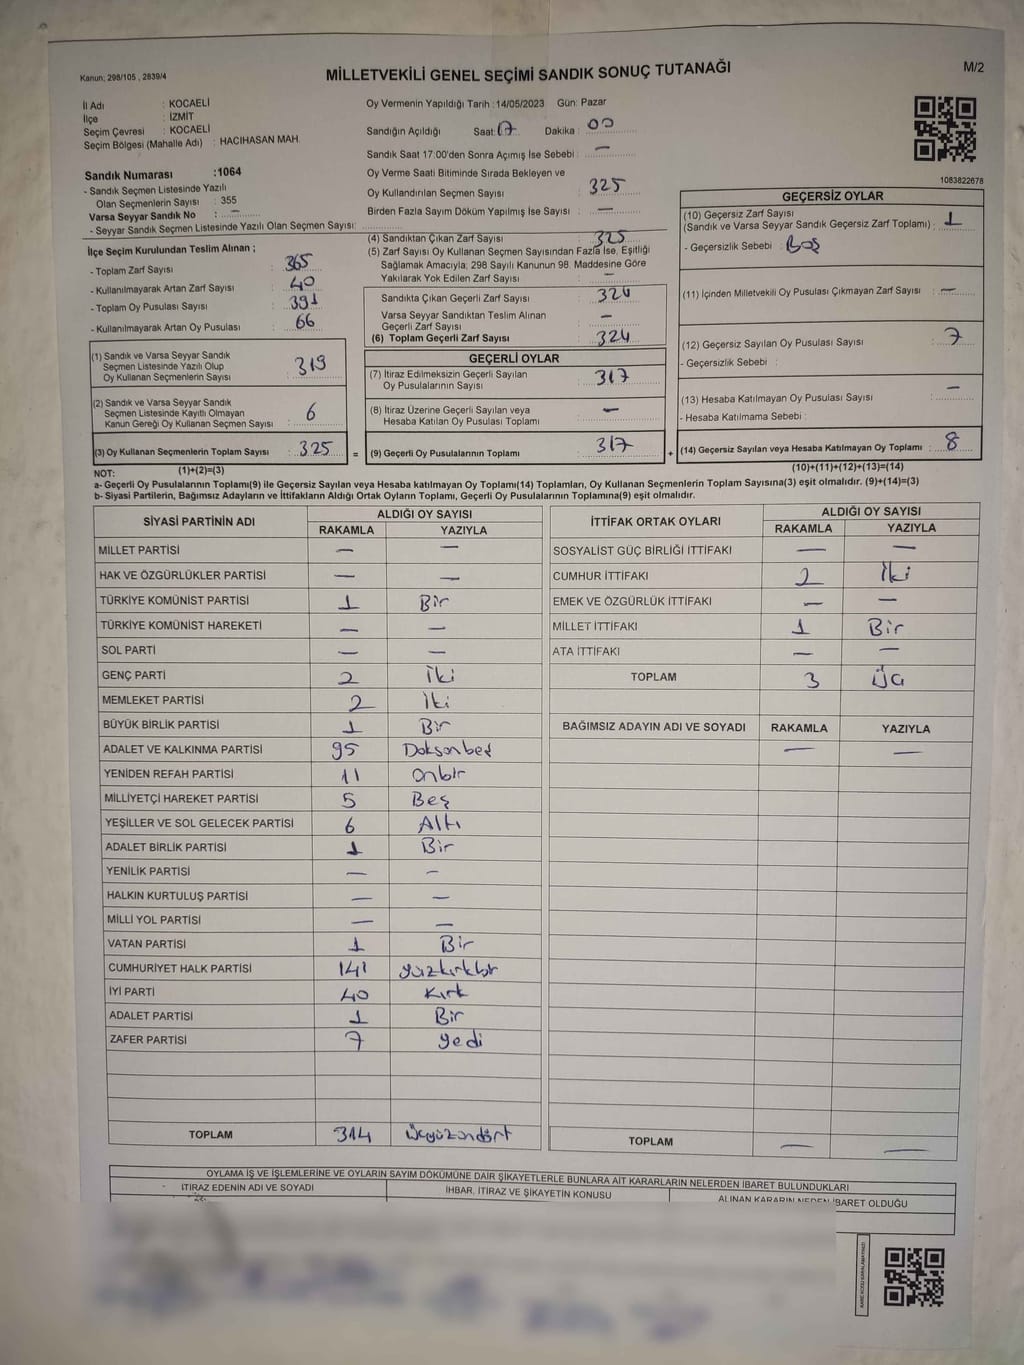 Kanun; 298/105 , 2839/4
MİLLETVEKİLİ GENEL SEÇİMİ SANDIK SONUÇ TUTANAĞI
M/2
İl Adı : KOCAELİ
İlçe : İZMİT
Seçim Çevresi : KOCAELİ
Seçim Bölgesi (Mahalle Adı) : HACIHASAN MAH.
Sandık Numarası :1064
- Sandık Seçmen Listesinde Yazılı
Olan Seçmenlerin Sayısı : 355
Varsa Seyyar Sandık No : —
- Seyyar Sandık Seçmen Listesinde Yazılı Olan Seçmen Sayısı:
İlçe Seçim Kurulundan Teslim Alınan ;
- Toplam Zarf Sayısı : 365
- Kullanılmayarak Artan Zarf Sayısı : 40
- Toplam Oy Pusulası Sayısı : 391
- Kullanılmayarak Artan Oy Pusulası : 66
(1) Sandık ve Varsa Seyyar Sandık
Seçmen Listesinde Yazılı Olup
Oy Kullanan Seçmenlerin Sayısı : 319
(2) Sandık ve Varsa Seyyar Sandık
Seçmen Listesinde Kayıtlı Olmayan
Kanun Gereği Oy Kullanan Seçmen Sayısı : 6
(3) Oy Kullanan Seçmenlerin Toplam Sayısı : 325
(1)+(2)=(3)
Oy Vermenin Yapıldığı Tarih :14/05/2023 Gün: Pazar
Sandığın Açıldığı Saat: 17 Dakika : 00
Sandık Saat 17:00'den Sonra Açımış İse Sebebi : —
Oy Verme Saati Bitiminde Sırada Bekleyen ve
Oy Kullandırılan Seçmen Sayısı : 325
Birden Fazla Sayım Döküm Yapılmış İse Sayısı : —
(4) Sandıktan Çıkan Zarf Sayısı : 325
(5) Zarf Sayısı Oy Kullanan Seçmen Sayısından Fazla İse, Eşitliği
Sağlamak Amacıyla; 298 Sayılı Kanunun 98. Maddesine Göre
Yakılarak Yok Edilen Zarf Sayısı : —
Sandıkta Çıkan Geçerli Zarf Sayısı : 324
Varsa Seyyar Sandıktan Teslim Alınan
Geçerli Zarf Sayısı : —
(6) Toplam Geçerli Zarf Sayısı : 324
GEÇERLİ OYLAR
(7) İtiraz Edilmeksizin Geçerli Sayılan
Oy Pusulalarının Sayısı : 317
(8) İtiraz Üzerine Geçerli Sayılan veya
Hesaba Katılan Oy Pusulaları Toplamı : —
= (9) Geçerli Oy Pusulalarının Toplamı : 317
1083822678
GEÇERSİZ OYLAR
(10) Geçersiz Zarf Sayısı
(Sandık ve Varsa Seyyar Sandık Geçersiz Zarf Toplamı) : 1
- Geçersizlik Sebebi : Boş
(11) İçinden Milletvekili Oy Pusulası Çıkmayan Zarf Sayısı : —
(12) Geçersiz Sayılan Oy Pusulası Sayısı : 7
- Geçersizlik Sebebi :
(13) Hesaba Katılmayan Oy Pusulası Sayısı : —
- Hesaba Katılmama Sebebi :
+ (14) Geçersiz Sayılan veya Hesaba Katılmayan Oy Toplamı : 8
(10)+(11)+(12)+(13)=(14)
NOT:
a- Geçerli Oy Pusulalarının Toplamı(9) ile Geçersiz Sayılan veya Hesaba katılmayan Oy Toplamı(14) Toplamları, Oy Kullanan Seçmenlerin Toplam Sayısına(3) eşit olmalıdır. (9)+(14)=(3)
b- Siyasi Partilerin, Bağımsız Adayların ve İttifakların Aldığı Ortak Oyların Toplamı, Geçerli Oy Pusulalarının Toplamına(9) eşit olmalıdır.
SİYASİ PARTİNİN ADI ALDIĞI OY SAYISI
RAKAMLA YAZIYLA
MİLLET PARTİSİ — —
HAK VE ÖZGÜRLÜKLER PARTİSİ — —
TÜRKİYE KOMÜNİST PARTİSİ 1 Bir
TÜRKİYE KOMÜNİST HAREKETİ — —
SOL PARTİ — —
GENÇ PARTİ 2 İki
MEMLEKET PARTİSİ 2 İki
BÜYÜK BİRLİK PARTİSİ 1 Bir
ADALET VE KALKINMA PARTİSİ 95 Doksanbeş
YENİDEN REFAH PARTİSİ 11 Onbir
MİLLİYETÇİ HAREKET PARTİSİ 5 Beş
YEŞİLLER VE SOL GELECEK PARTİSİ 6 Altı
ADALET BİRLİK PARTİSİ 1 Bir
YENİLİK PARTİSİ — —
HALKIN KURTULUŞ PARTİSİ — —
MİLLİ YOL PARTİSİ — —
VATAN PARTİSİ 1 Bir
CUMHURİYET HALK PARTİSİ 141 yüzkırkbir
İYİ PARTİ 40 Kırk
ADALET PARTİSİ 1 Bir
ZAFER PARTİSİ 7 yedi
TOPLAM 314 Üçyüzondört
İTTİFAK ORTAK OYLARI ALDIĞI OY SAYISI
RAKAMLA YAZIYLA
SOSYALİST GÜÇ BİRLİĞİ İTTİFAKI — —
CUMHUR İTTİFAKI 2 İki
EMEK VE ÖZGÜRLÜK İTTİFAKI — —
MİLLET İTTİFAKI 1 Bir
ATA İTTİFAKI — —
TOPLAM 3 Üç
BAĞIMSIZ ADAYIN ADI VE SOYADI RAKAMLA YAZIYLA
— —
TOPLAM — —
OYLAMA İŞ VE İŞLEMLERİNE VE OYLARIN SAYIM DÖKÜMÜNE DAİR ŞİKAYETLERLE BUNLARA AİT KARARLARIN NELERDEN İBARET BULUNDUKLARI
İTİRAZ EDENİN ADI VE SOYADI İHBAR, İTİRAZ VE ŞİKAYETİN KONUSU ALINAN KARARIN NEDEN İBARET OLDUĞU